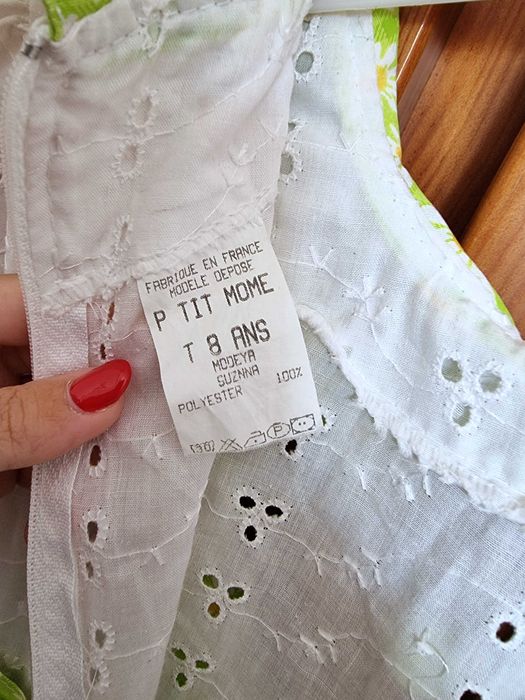 FABRIQUE EN FRANCE
MODELE DEPOSE
P TIT MOME
T 8 ANS
MODEYA
SUZNNA
POLYESTER 100%